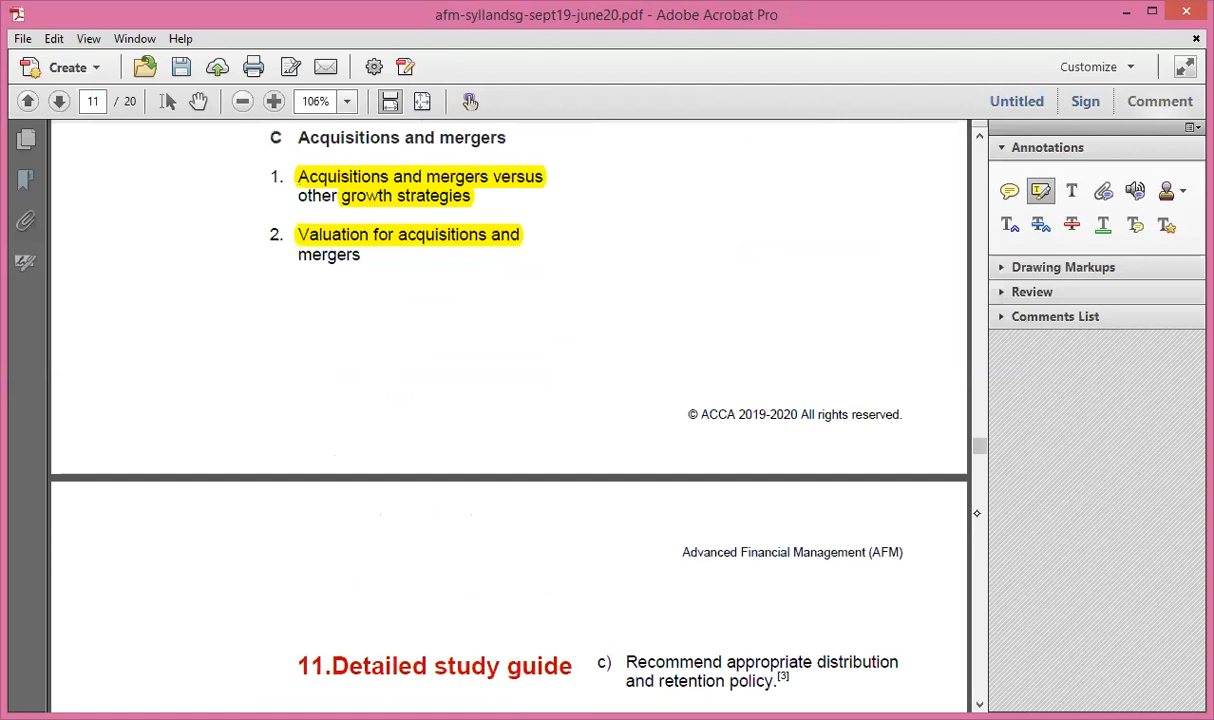 afm-syllandsg-sept19-june20.pdf - Adobe Acrobat Pro
File Edit View Window Help
Create Customize
11 / 20 106% Untitled Sign Comment
C Acquisitions and mergers
1. Acquisitions and mergers versus
other growth strategies
2. Valuation for acquisitions and
mergers
© ACCA 2019-2020 All rights reserved.
Advanced Financial Management (AFM)
11.Detailed study guide
c) Recommend appropriate distribution
and retention policy.[3]
Annotations
Drawing Markups
Review
Comments List